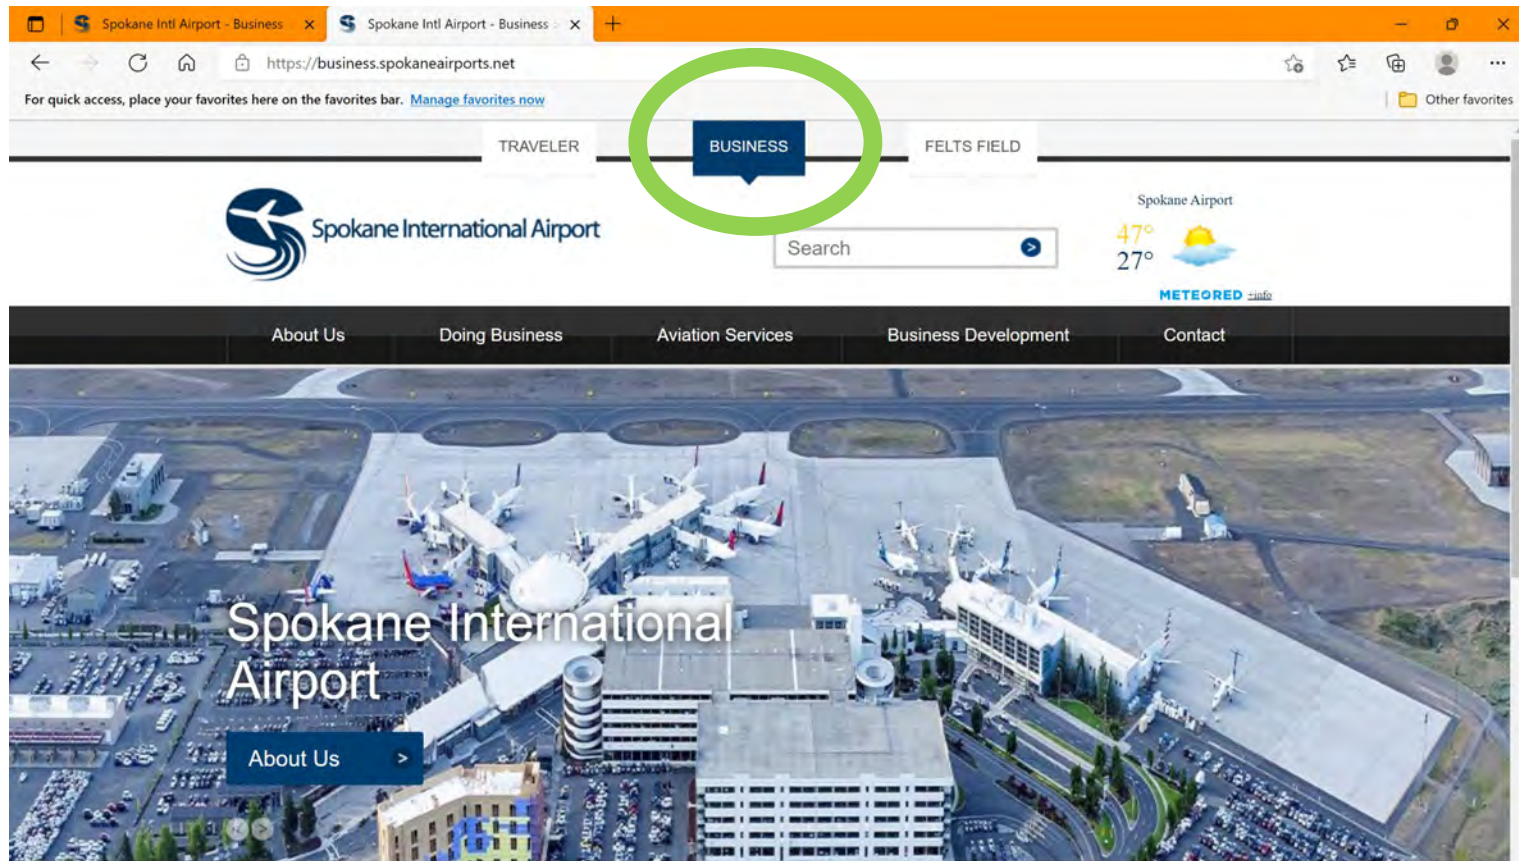 Spokane Intl Airport - Business
Spokane Intl Airport - Business
https://business.spokaneairports.net
For quick access, place your favorites here on the favorites bar. Manage favorites now
Other favorites
TRAVELER
BUSINESS
FELTS FIELD
Spokane International Airport
Search
Spokane Airport
47°
27°
METEORED +info
About Us
Doing Business
Aviation Services
Business Development
Contact
Spokane International
Airport
About Us